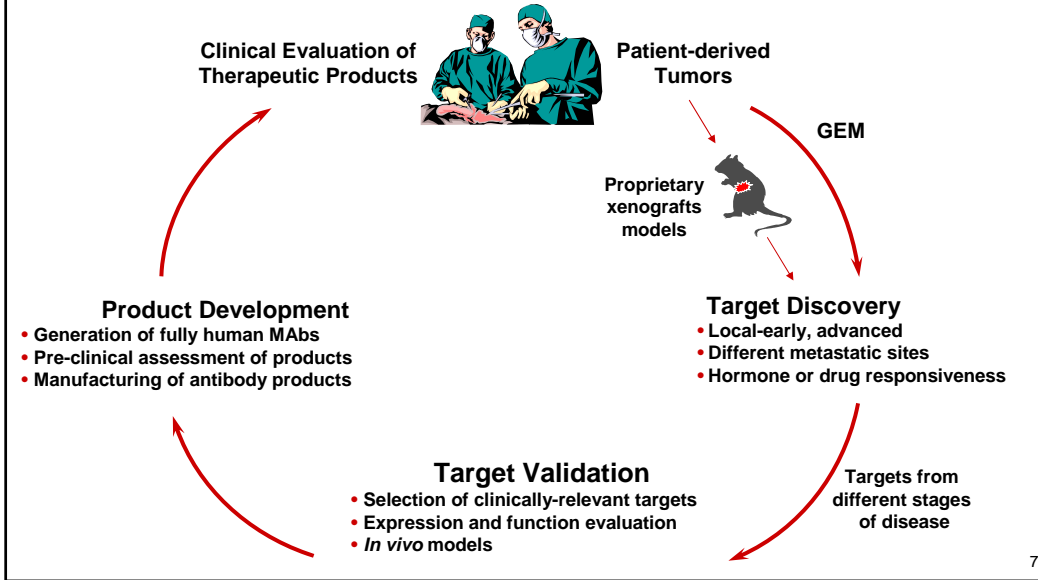 Clinical Evaluation of
Therapeutic Products
Patient-derived
Tumors
GEM
Proprietary
xenografts
models
Target Discovery
• Local-early, advanced
• Different metastatic sites
• Hormone or drug responsiveness
Targets from
different stages
of disease
Target Validation
• Selection of clinically-relevant targets
• Expression and function evaluation
• In vivo models
Product Development
• Generation of fully human MAbs
• Pre-clinical assessment of products
• Manufacturing of antibody products
7